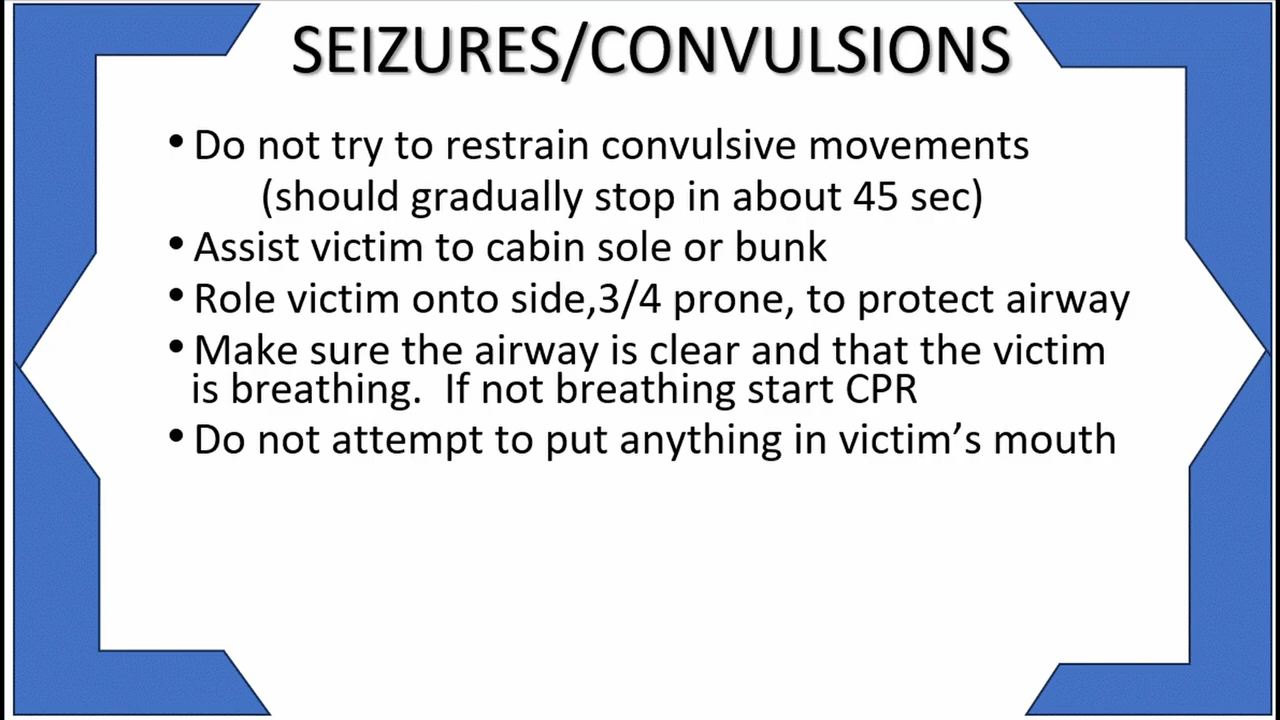 SEIZURES/CONVULSIONS
• Do not try to restrain convulsive movements
(should gradually stop in about 45 sec)
• Assist victim to cabin sole or bunk
• Role victim onto side,3/4 prone, to protect airway
• Make sure the airway is clear and that the victim
is breathing.  If not breathing start CPR
• Do not attempt to put anything in victim’s mouth